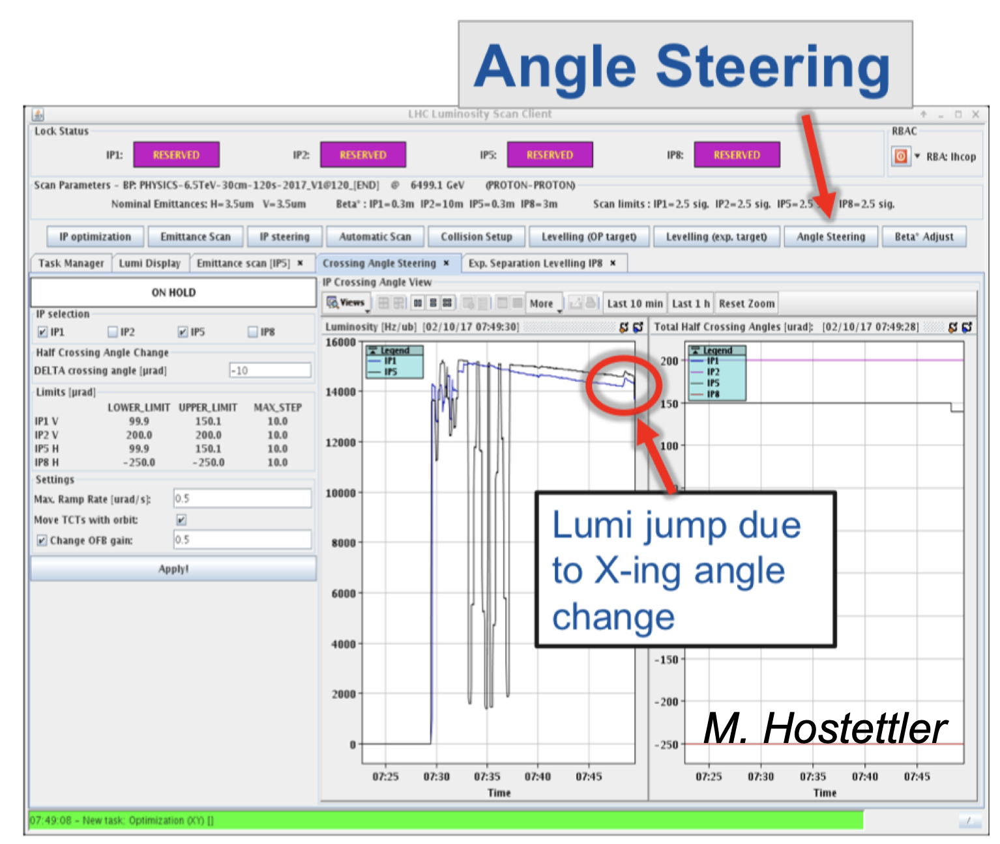 Angle Steering
LHC Luminosity Scan Client
Lock Status
RBAC
IP1: RESERVED IP2: RESERVED IP5: RESERVED IP8: RESERVED
RBA: lhcop
Scan Parameters - BP: PHYSICS-6.5TeV-30cm-120s-2017_V1@120_[END] @ 6499.1 GeV (PROTON-PROTON)
Nominal Emittances: H=3.5um V=3.5um Beta* : IP1=0.3m IP2=10m IP5=0.3m IP8=3m Scan limits : IP1=2.5 sig. IP2=2.5 sig. IP5=2.5 IP8=2.5 sig.
IP optimization Emittance Scan IP steering Automatic Scan Collision Setup Levelling (OP target) Levelling (exp. target) Angle Steering Beta* Adjust
Task Manager Lumi Display Emittance scan [IP5] Crossing Angle Steering Exp. Separation Levelling IP8
ON HOLD
IP selection
IP1 IP2 IP5 IP8
Half Crossing Angle Change
DELTA crossing angle [µrad] -10
Limits [µrad]
LOWER_LIMIT UPPER_LIMIT MAX_STEP
IP1 V 99.9 150.1 10.0
IP2 V 200.0 200.0 10.0
IP5 H 99.9 150.1 10.0
IP8 H -250.0 -250.0 10.0
Settings
Max. Ramp Rate [urad/s]: 0.5
Move TCTs with orbit:
Change OFB gain: 0.5
Apply!
IP Crossing Angle View
Views More Last 10 min Last 1 h Reset Zoom
Luminosity [Hz/ub] [02/10/17 07:49:30]
Legend
IP1
IP5
16000
14000
12000
10000
8000
6000
4000
2000
0
07:25 07:30 07:35 07:40 07:45
Time
Total Half Crossing Angles [urad]: [02/10/17 07:49:28]
Legend
IP1
IP2
IP5
IP8
200
150
100
-150
-200
-250
07:25 07:30 07:35 07:40 07:45
Time
Lumi jump due
to X-ing angle
change
M. Hostettler
07:49:08 - New task: Optimization (XY) []